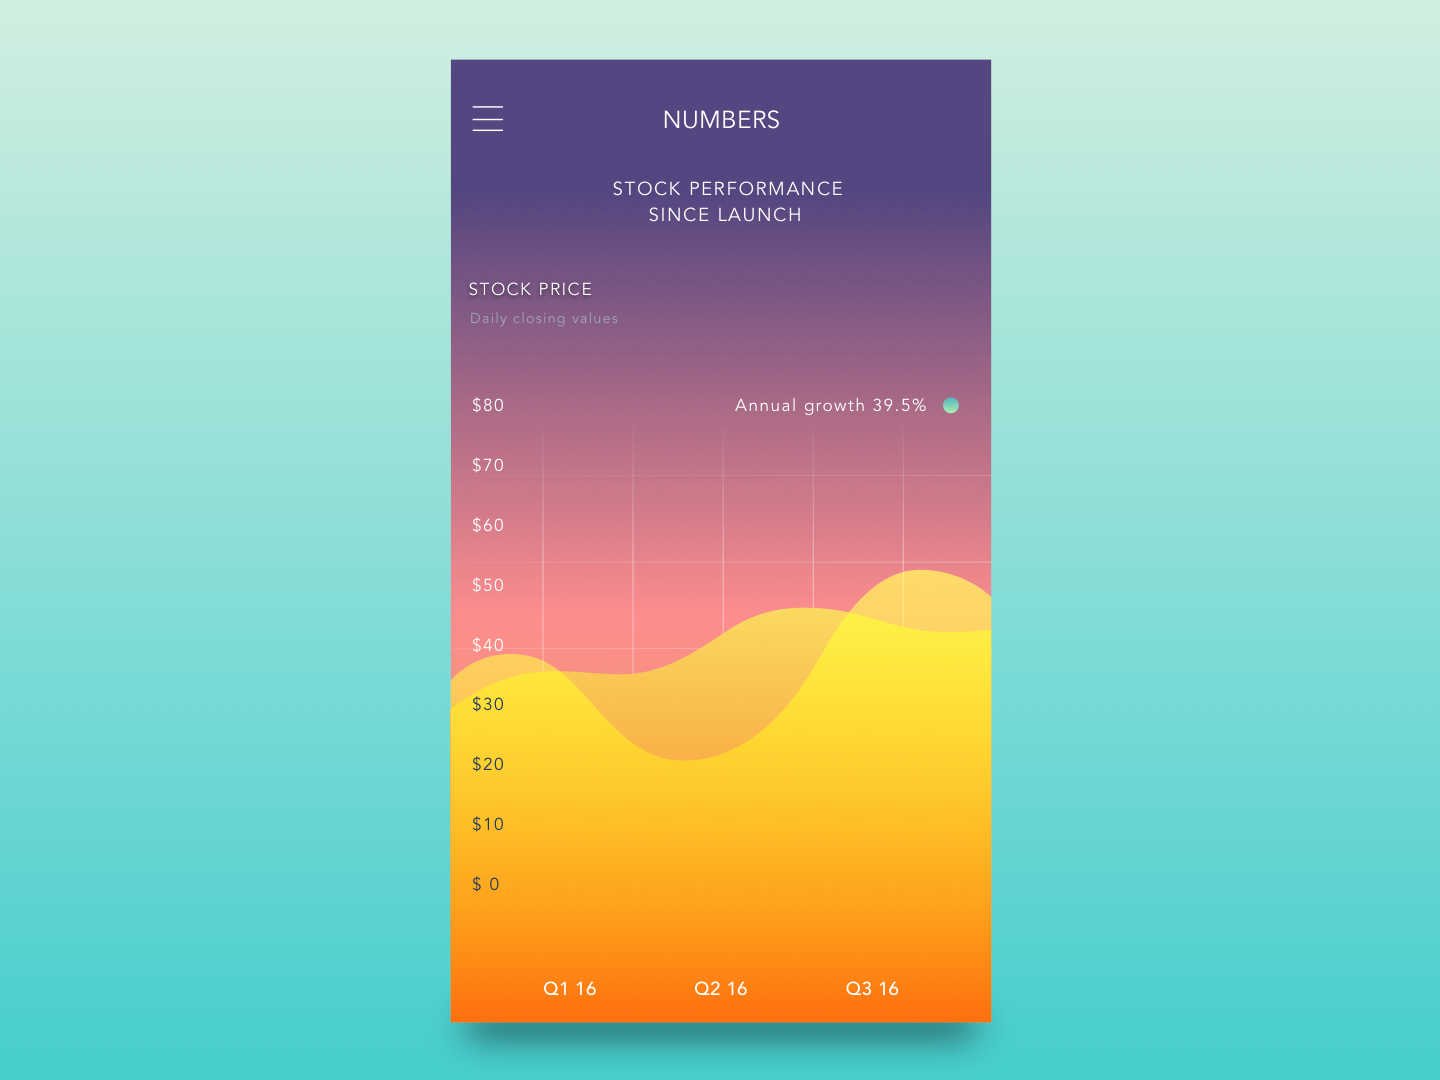 NUMBERS
STOCK PERFORMANCE
SINCE LAUNCH
STOCK PRICE
Daily closing values
$80
Annual growth 39.5%
$70
$60
$50
$40
$30
$20
$10
$ 0
Q1 16
Q2 16
Q3 16